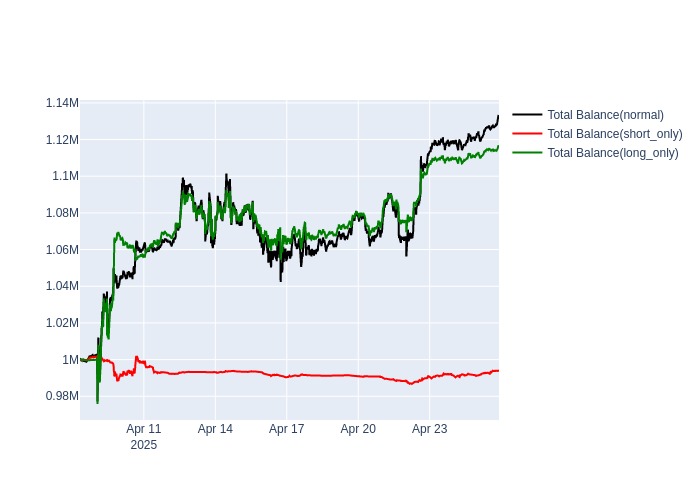 1.14M
1.12M
1.1M
1.08M
1.06M
1.04M
1.02M
1M
0.98M
Apr 11
2025
Apr 14
Apr 17
Apr 20
Apr 23
Total Balance(normal)
Total Balance(short_only)
Total Balance(long_only)